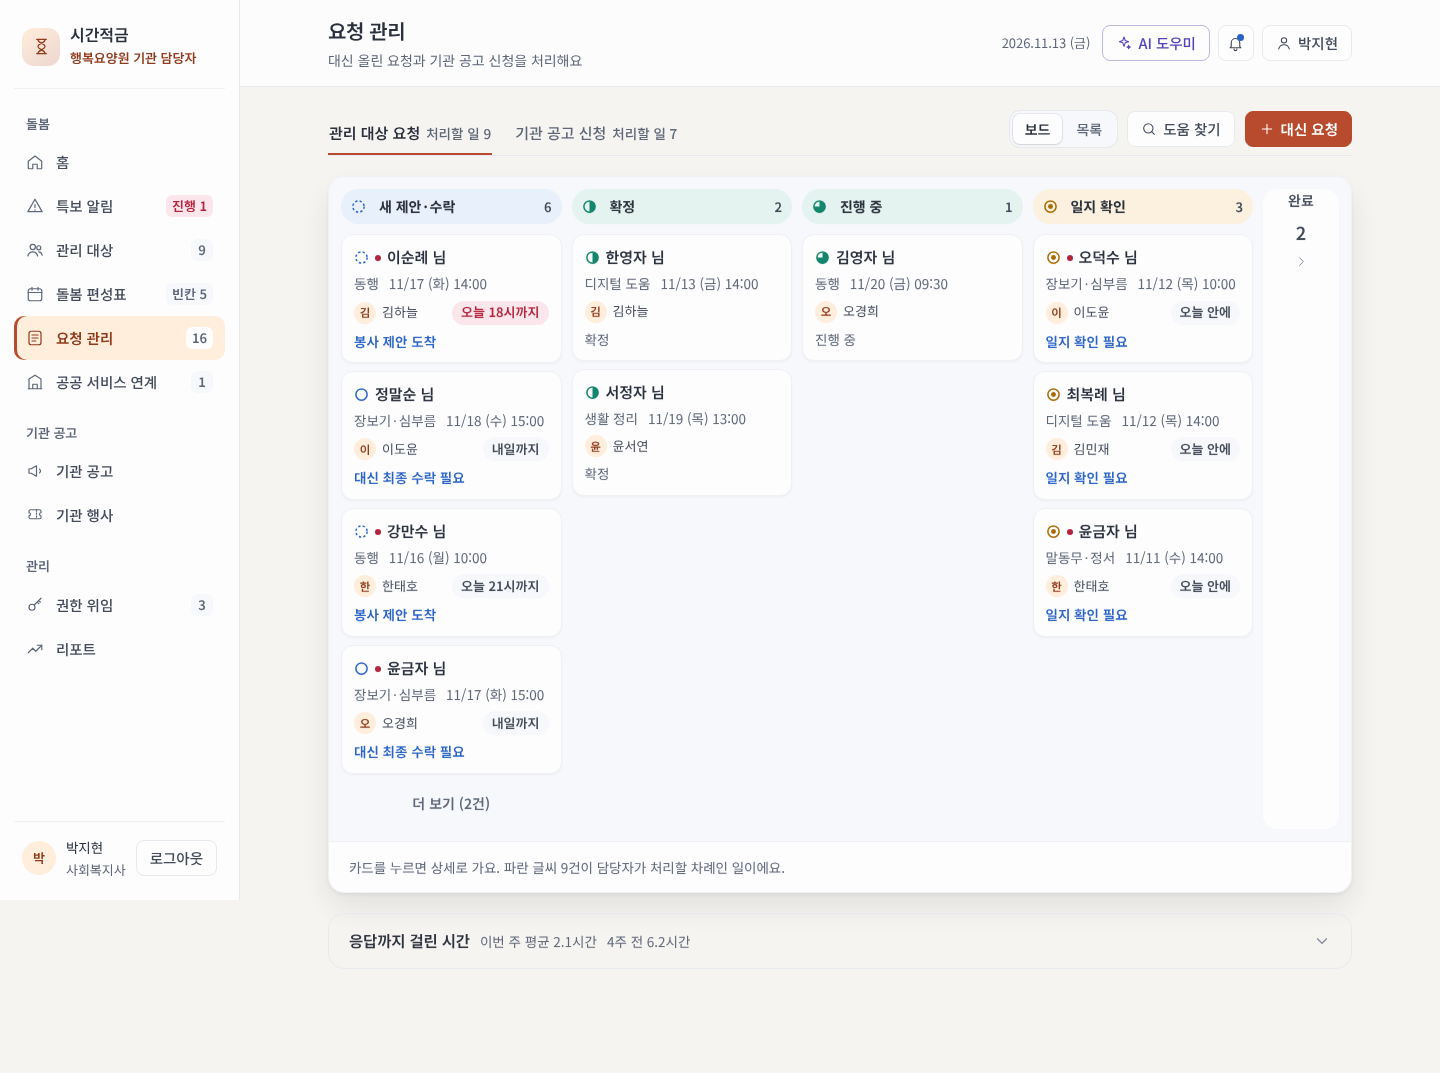 시간적금
행복요양원 기관 담당자
돌봄
홈
특보 알림 진행 1
관리 대상 9
돌봄 편성표 빈칸 5
요청 관리 16
공공 서비스 연계 1
기관 공고
기관 공고
기관 행사
관리
권한 위임 3
리포트
박 박지현
사회복지사
로그아웃
요청 관리
대신 올린 요청과 기관 공고 신청을 처리해요
2026.11.13 (금) AI 도우미 박지현
관리 대상 요청 처리할 일 9 기관 공고 신청 처리할 일 7
보드 목록 도움 찾기 대신 요청
새 제안·수락 6
이순례 님
동행 11/17 (화) 14:00
김 김하늘 오늘 18시까지
봉사 제안 도착
정말순 님
장보기·심부름 11/18 (수) 15:00
이 이도윤 내일까지
대신 최종 수락 필요
강만수 님
동행 11/16 (월) 10:00
한 한태호 오늘 21시까지
봉사 제안 도착
윤금자 님
장보기·심부름 11/17 (화) 15:00
오 오경희 내일까지
대신 최종 수락 필요
더 보기 (2건)
확정 2
한영자 님
디지털 도움 11/13 (금) 14:00
김 김하늘
확정
서정자 님
생활 정리 11/19 (목) 13:00
윤 윤서연
확정
진행 중 1
김영자 님
동행 11/20 (금) 09:30
오 오경희
진행 중
일지 확인 3
오덕수 님
장보기·심부름 11/12 (목) 10:00
이 이도윤 오늘 안에
일지 확인 필요
최복례 님
디지털 도움 11/12 (목) 14:00
김 김민재 오늘 안에
일지 확인 필요
윤금자 님
말동무·정서 11/11 (수) 14:00
한 한태호 오늘 안에
일지 확인 필요
완료
2
카드를 누르면 상세로 가요. 파란 글씨 9건이 담당자가 처리할 차례인 일이에요.
응답까지 걸린 시간 이번 주 평균 2.1시간 4주 전 6.2시간